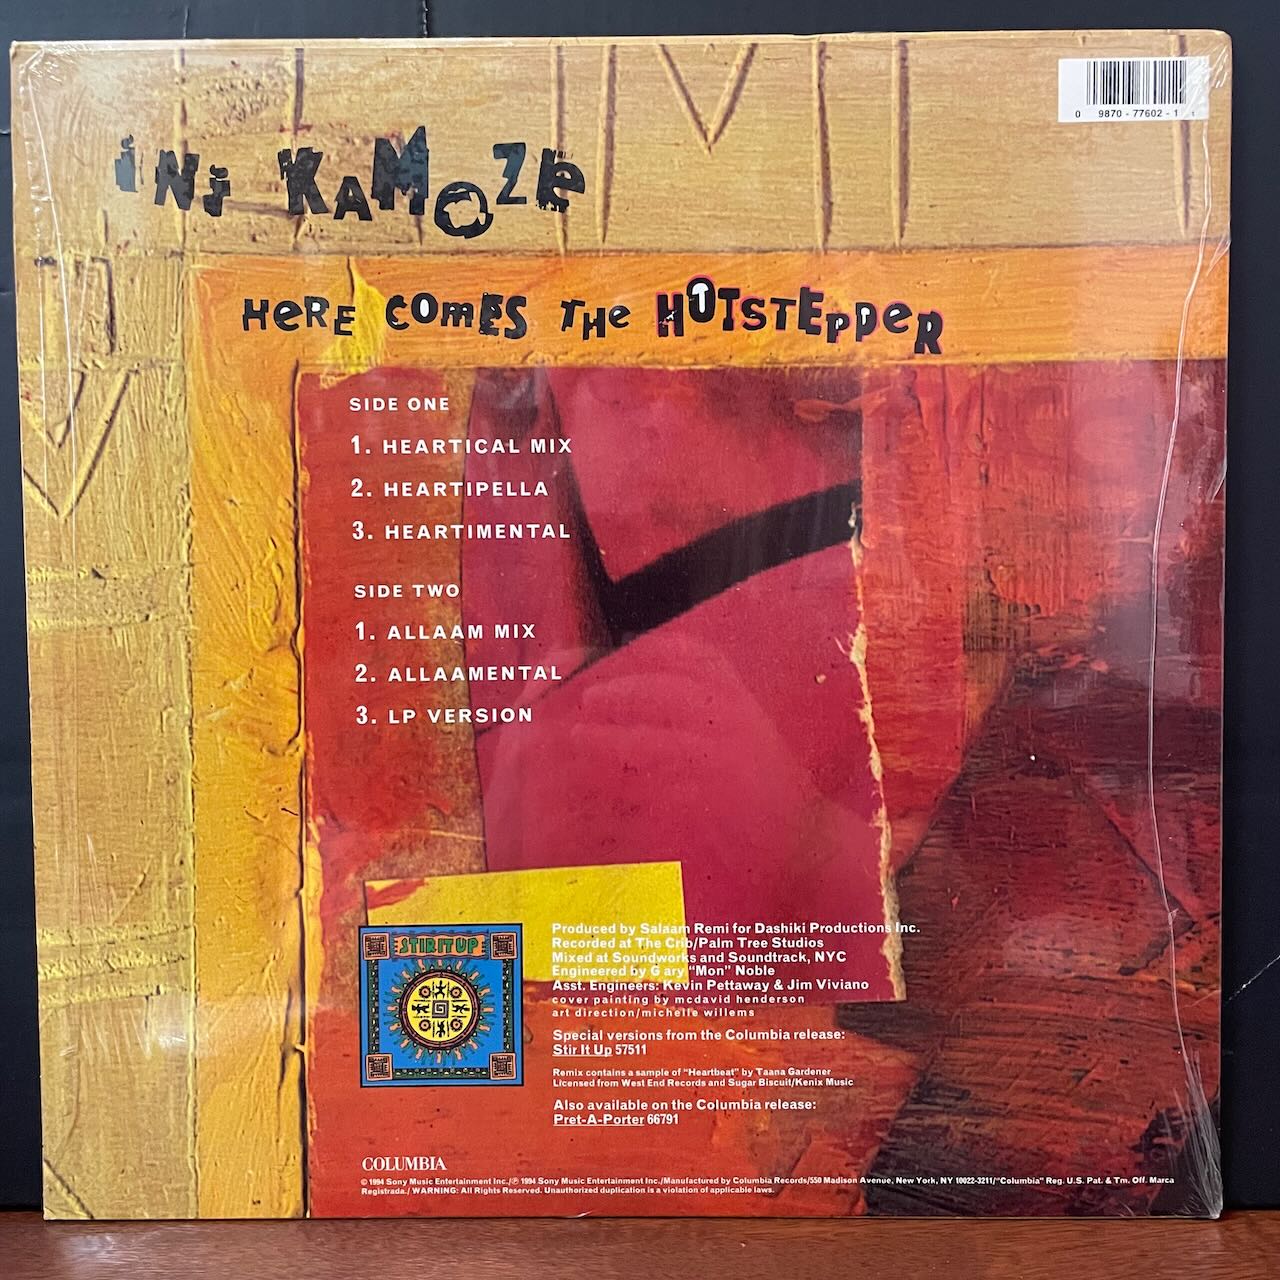 0 9870 - 77602 - 1 1
iNi KAMOZE
HeRE COMES THe HOTSTEPPeR
SIDE ONE
1. HEARTICAL MIX
2. HEARTIPELLA
3. HEARTIMENTAL
SIDE TWO
1. ALLAAM MIX
2. ALLAAMENTAL
3. LP VERSION
STIR IT UP
Produced by Salaam Remi for Dashiki Productions Inc.
Recorded at The Crib/Palm Tree Studios
Mixed at Soundworks and Soundtrack, NYC
Engineered by Gary "Mon" Noble
Asst. Engineers: Kevin Pettaway & Jim Viviano
cover painting by mcdavid henderson
art direction/michelle willems
Special versions from the Columbia release:
Stir It Up 57511
Remix contains a sample of "Heartbeat" by Taana Gardener
Licensed from West End Records and Sugar Biscuit/Kenix Music
Also available on the Columbia release:
Pret-A-Porter 66791
COLUMBIA
© 1994 Sony Music Entertainment Inc./℗ 1994 Sony Music Entertainment Inc./Manufactured by Columbia Records/550 Madison Avenue, New York, NY 10022-3211/"Columbia" Reg. U.S. Pat. & Tm. Off. Marca
Registrada./ WARNING: All Rights Reserved. Unauthorized duplication is a violation of applicable laws.